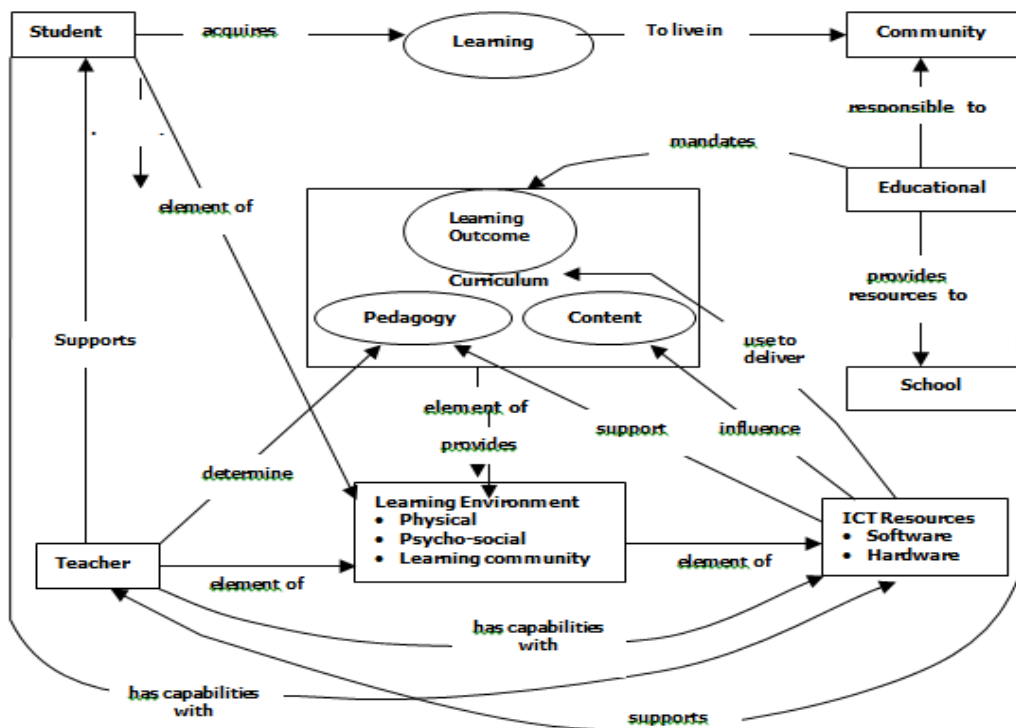 Student
acquires
Learning
To live in
Community
responsible to
mandates
Educational
element of
Learning
Outcome
Curriculum
provides
resources to
Pedagogy
Content
Supports
use to
deliver
School
element of
support
influence
provides
determine
Learning Environment
• Physical
• Psycho-social
• Learning community
ICT Resources
• Software
• Hardware
Teacher
element of
element of
has capabilities
with
has capabilities
with
supports